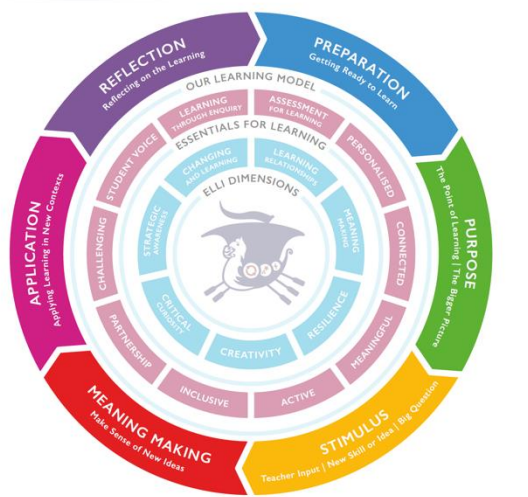 REFLECTION
Reflecting on the Learning
PREPARATION
Getting Ready to Learn
PURPOSE
The Point of Learning | The Bigger Picture
STIMULUS
Teacher Input | New Skill or Idea | Big Question
MEANING MAKING
Make Sense of New Ideas
APPLICATION
Applying Learning in New Contexts
OUR LEARNING MODEL
LEARNING
THROUGH ENQUIRY
ASSESSMENT
FOR LEARNING
PERSONALISED
CONNECTED
MEANINGFUL
ACTIVE
INCLUSIVE
PARTNERSHIP
CHALLENGING
STUDENT VOICE
ESSENTIALS FOR LEARNING
CHANGING
AND LEARNING
LEARNING
RELATIONSHIPS
MEANING
MAKING
RESILIENCE
CREATIVITY
CRITICAL
CURIOSITY
STRATEGIC
AWARENESS
ELLI DIMENSIONS